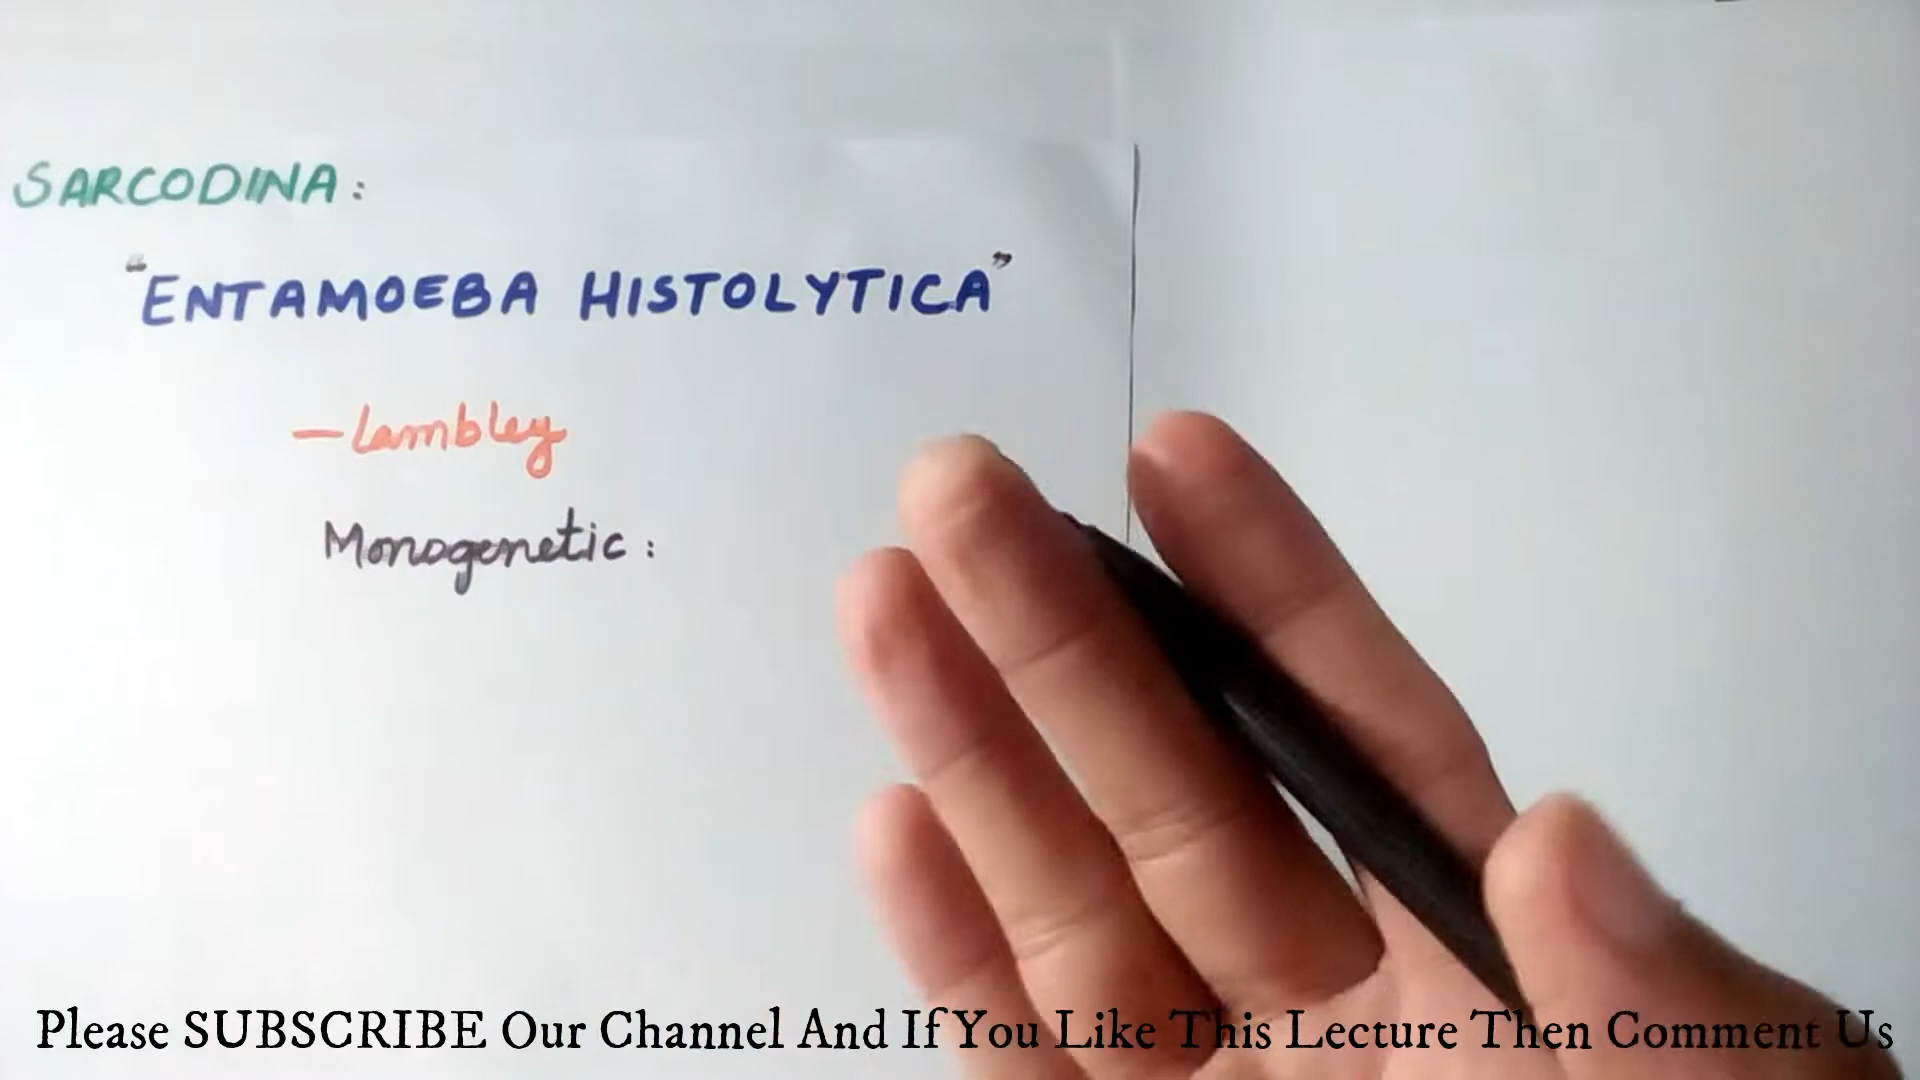 SARCODINA:
"ENTAMOEBA HISTOLYTICA"
- Lambley
Monogenetic:
Please SUBSCRIBE Our Channel And If You Like This Lecture Then Comment Us